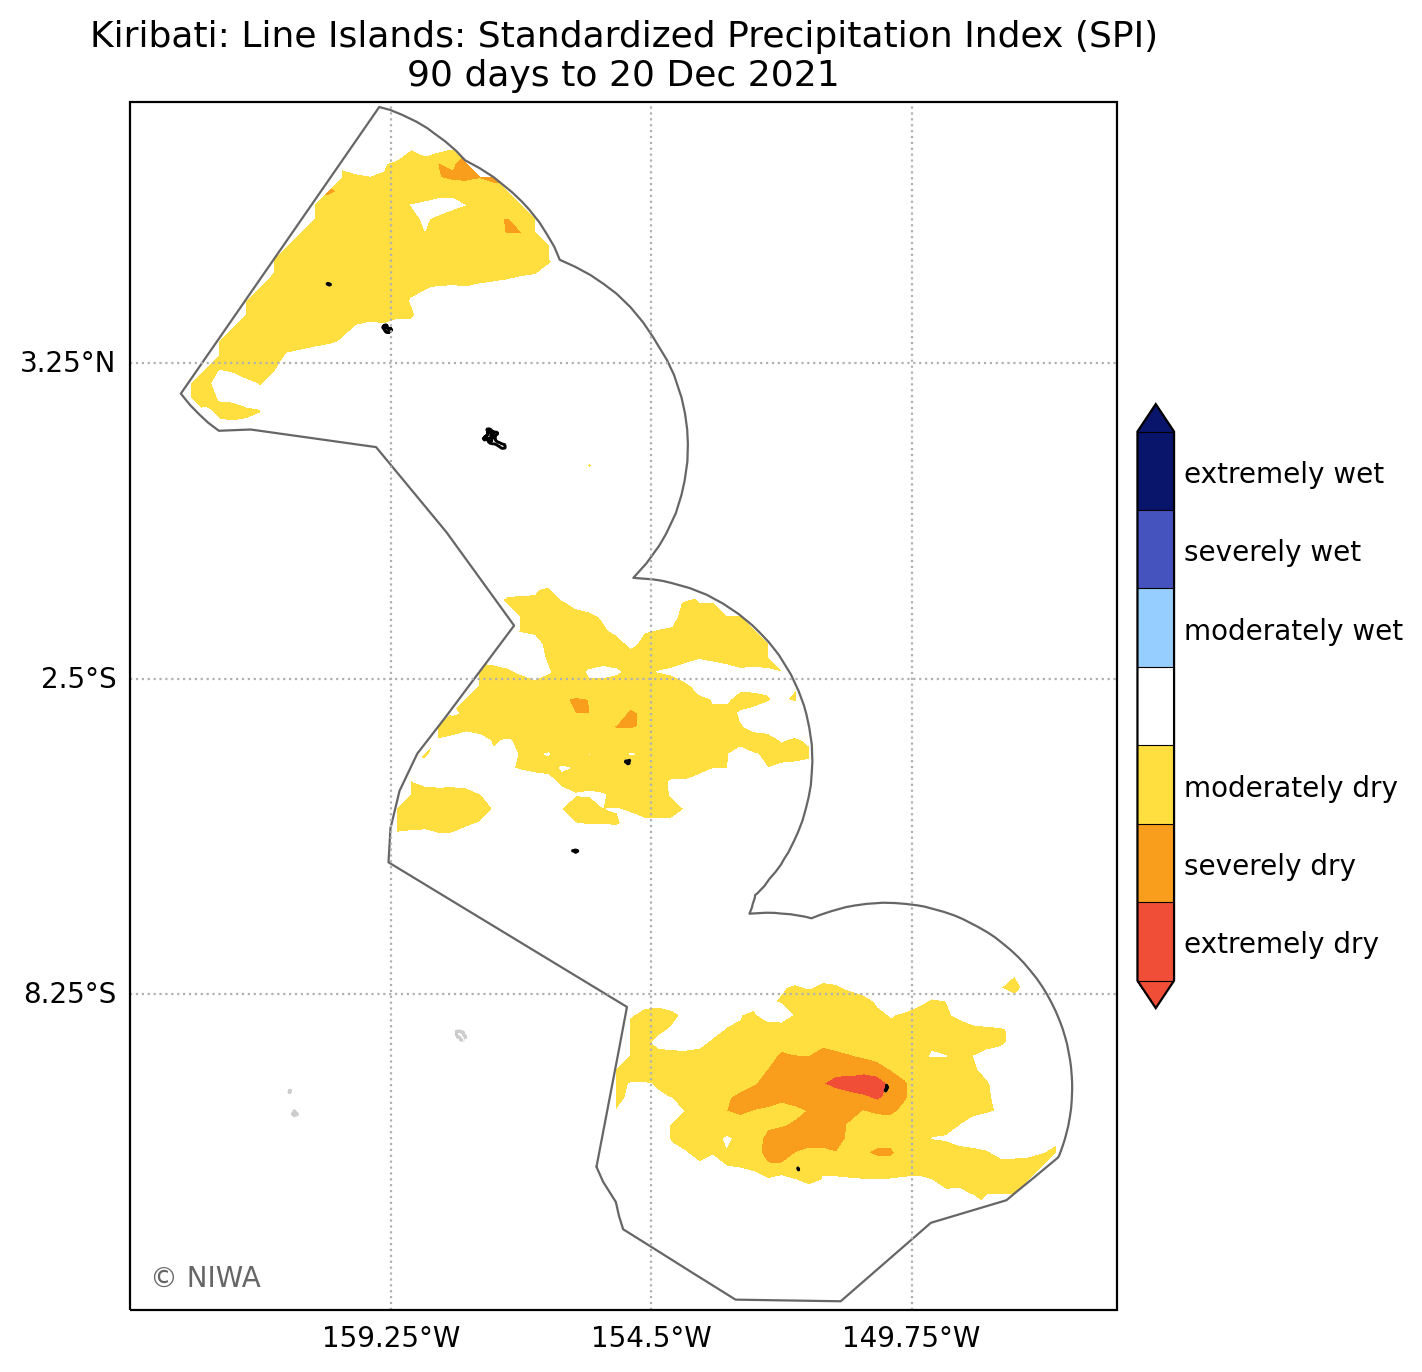 Kiribati: Line Islands: Standardized Precipitation Index (SPI)
90 days to 20 Dec 2021
3.25°N
2.5°S
8.25°S
159.25°W
154.5°W
149.75°W
© NIWA
extremely wet
severely wet
moderately wet
moderately dry
severely dry
extremely dry